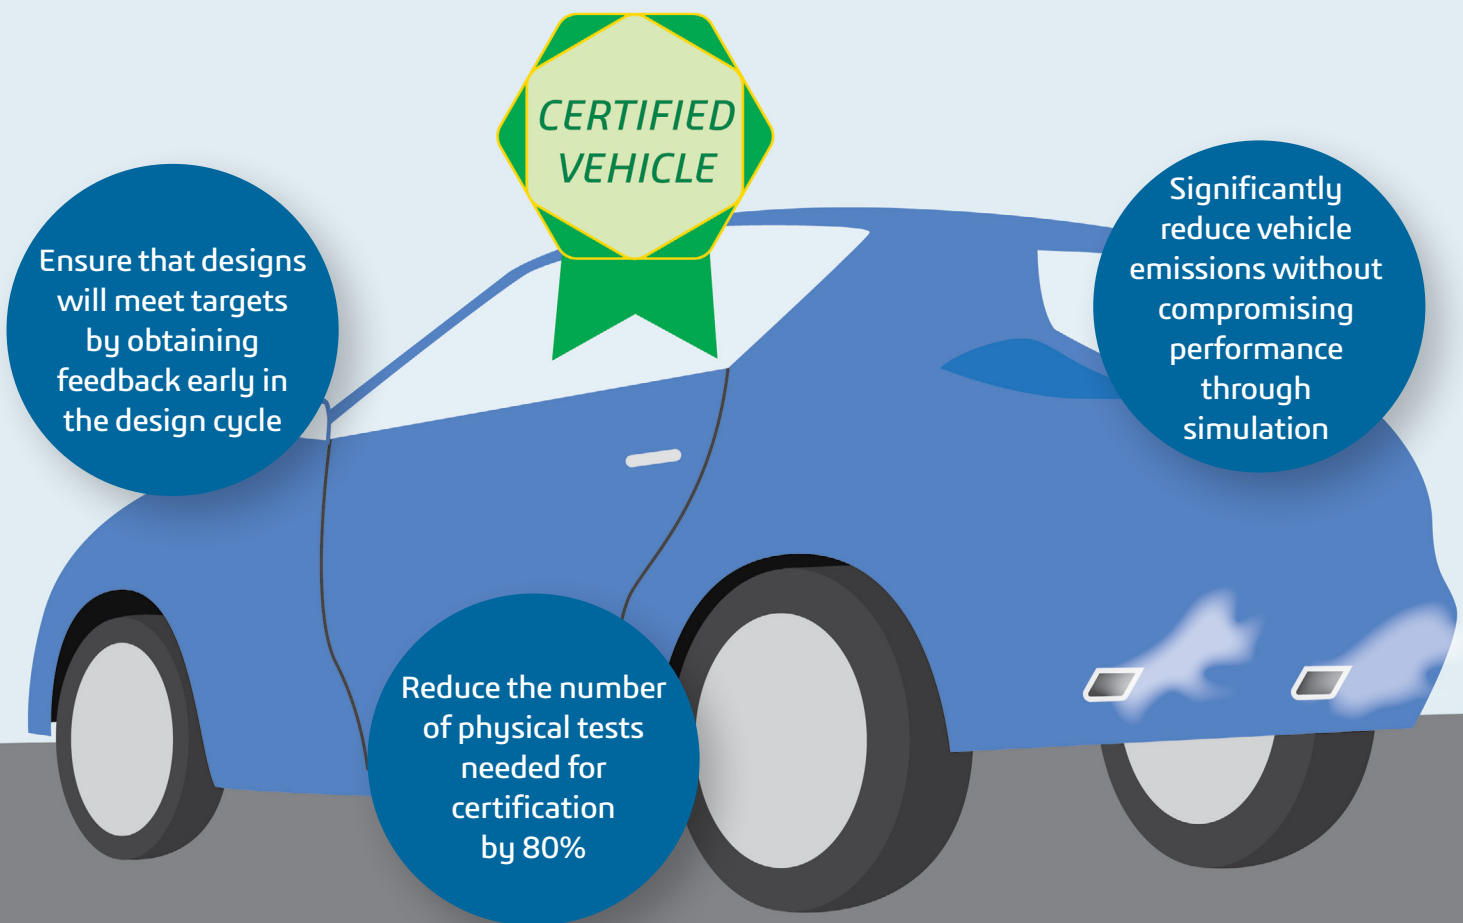 CERTIFIED
VEHICLE
Ensure that designs
will meet targets
by obtaining
feedback early in
the design cycle
Significantly
reduce vehicle
emissions without
compromising
performance
through
simulation
Reduce the number
of physical tests
needed for
certification
by 80%